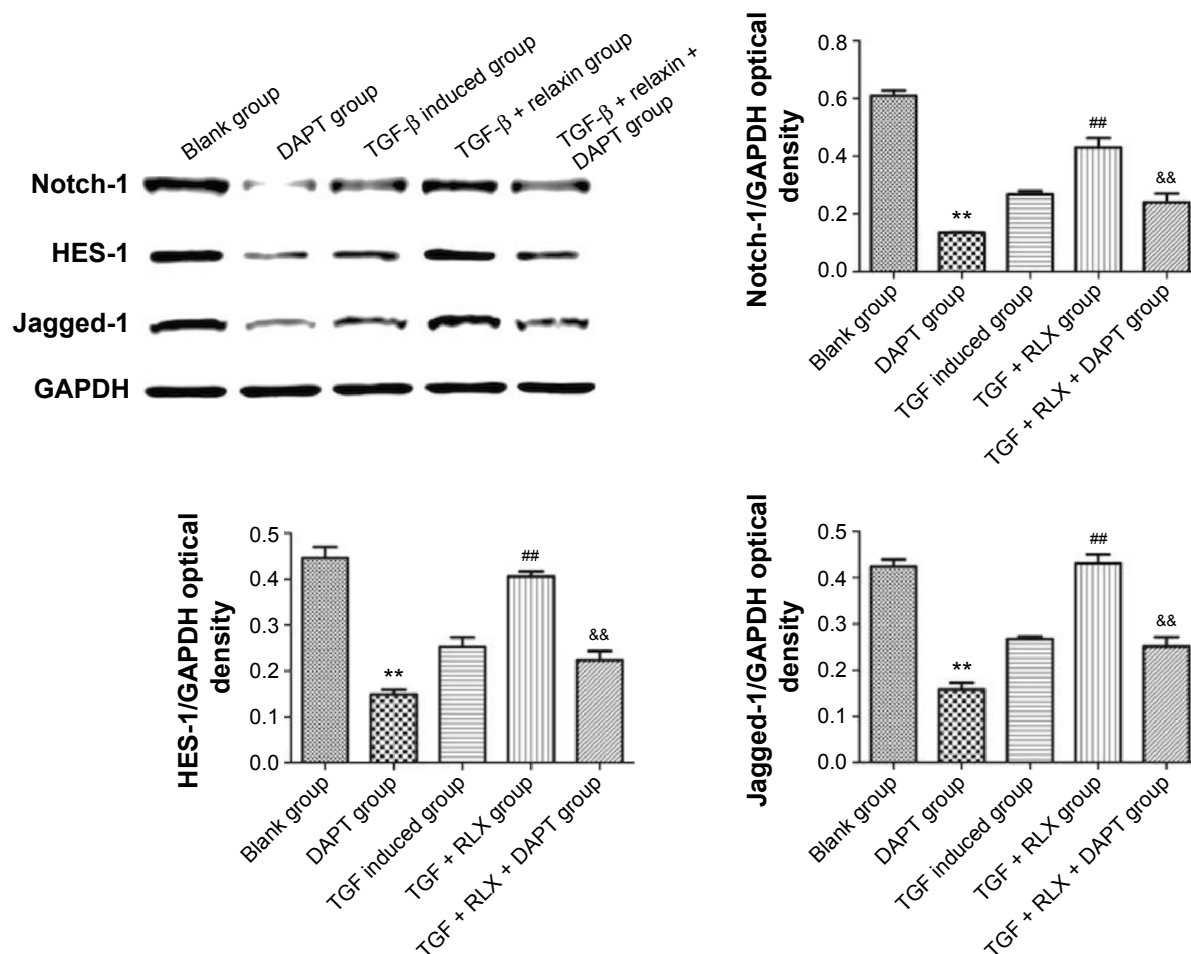 Blank group
DAPT group
TGF-β induced group
TGF-β + relaxin group
TGF-β + relaxin +
DAPT group
Notch-1
HES-1
Jagged-1
GAPDH
Notch-1/GAPDH optical
density
0.8
0.6
0.4
0.2
0.0
**
##
&&
Blank group
DAPT group
TGF induced group
TGF + RLX group
TGF + RLX + DAPT group
HES-1/GAPDH optical
density
0.5
0.4
0.3
0.2
0.1
0.0
**
##
&&
Blank group
DAPT group
TGF induced group
TGF + RLX group
TGF + RLX + DAPT group
Jagged-1/GAPDH optical
density
0.5
0.4
0.3
0.2
0.1
0.0
**
##
&&
Blank group
DAPT group
TGF induced group
TGF + RLX group
TGF + RLX + DAPT group